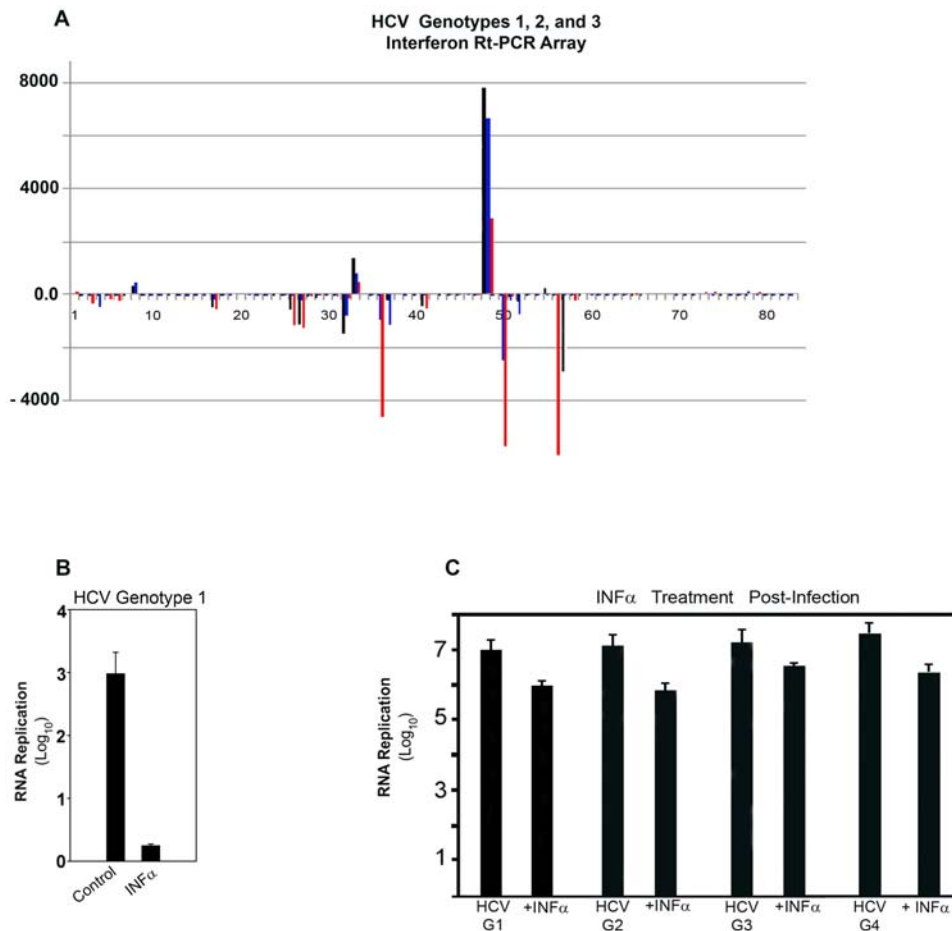 A
HCV Genotypes 1, 2, and 3
Interferon Rt-PCR Array
8000
4000
0.0
- 4000
1 10 20 30 40 50 60 70 80
B
HCV Genotype 1
RNA Replication
(Log10)
4
3
2
1
0
Control INFα
C
INFα Treatment Post-Infection
RNA Replication
(Log10)
7
5
3
1
HCV +INFα HCV +INFα HCV +INFα HCV + INFα
G1 G2 G3 G4